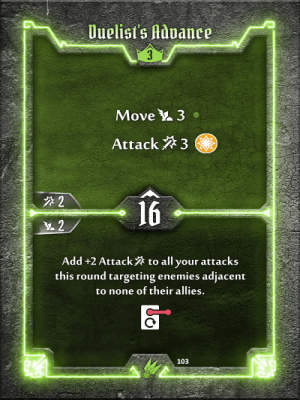 Duelist's Advance
3
Move 3
Attack 3
2
16
2
Add +2 Attack to all your attacks
this round targeting enemies adjacent
to none of their allies.
103